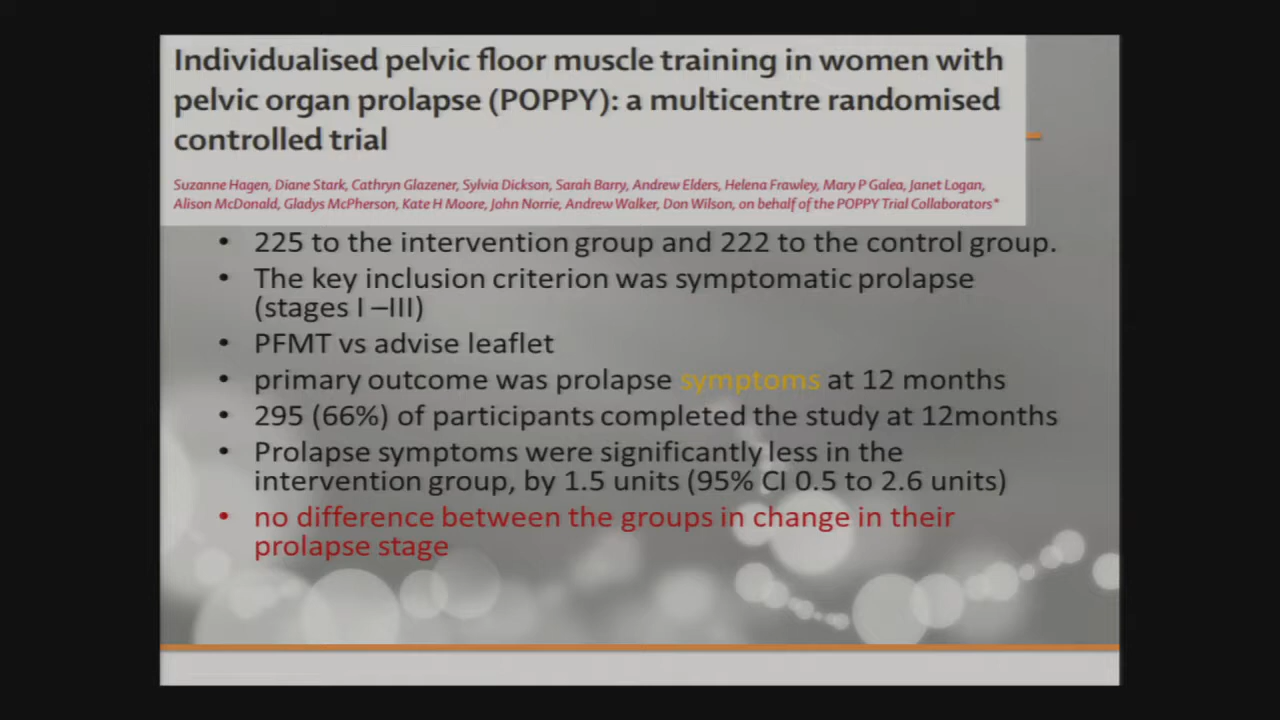 Individualised pelvic floor muscle training in women with
pelvic organ prolapse (POPPY): a multicentre randomised
controlled trial
Suzanne Hagen, Diane Stark, Cathryn Glazener, Sylvia Dickson, Sarah Barry, Andrew Elders, Helena Frawley, Mary P Galea, Janet Logan,
Alison McDonald, Gladys McPherson, Kate H Moore, John Norrie, Andrew Walker, Don Wilson, on behalf of the POPPY Trial Collaborators*
• 225 to the intervention group and 222 to the control group.
• The key inclusion criterion was symptomatic prolapse
(stages I –III)
• PFMT vs advise leaflet
• primary outcome was prolapse symptoms at 12 months
• 295 (66%) of participants completed the study at 12months
• Prolapse symptoms were significantly less in the
intervention group, by 1.5 units (95% CI 0.5 to 2.6 units)
• no difference between the groups in change in their
prolapse stage